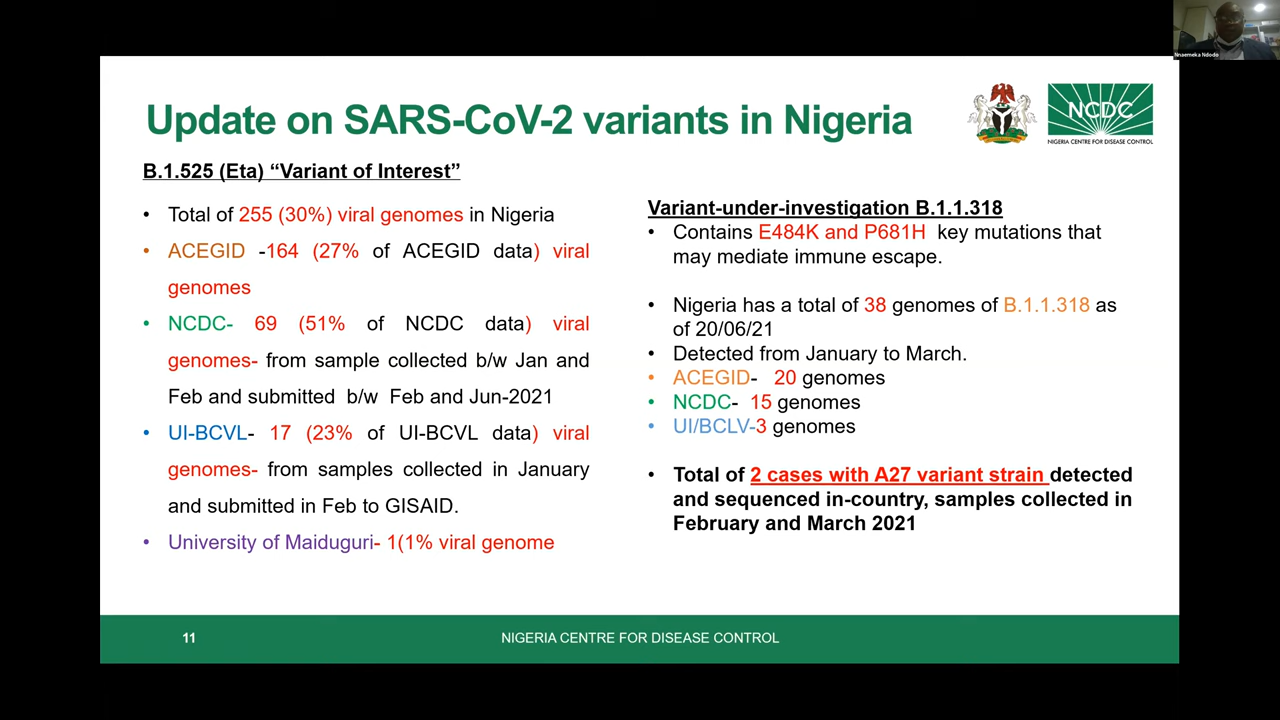 Nnaemeka Ndodo
Update on SARS-CoV-2 variants in Nigeria
NCDC
NIGERIA CENTRE FOR DISEASE CONTROL
B.1.525 (Eta) “Variant of Interest”
• Total of 255 (30%) viral genomes in Nigeria
• ACEGID -164 (27% of ACEGID data) viral
genomes
• NCDC- 69 (51% of NCDC data) viral
genomes- from sample collected b/w Jan and
Feb and submitted b/w Feb and Jun-2021
• UI-BCVL- 17 (23% of UI-BCVL data) viral
genomes- from samples collected in January
and submitted in Feb to GISAID.
• University of Maiduguri- 1(1% viral genome
Variant-under-investigation B.1.1.318
• Contains E484K and P681H key mutations that
may mediate immune escape.
• Nigeria has a total of 38 genomes of B.1.1.318 as
of 20/06/21
• Detected from January to March.
• ACEGID- 20 genomes
• NCDC- 15 genomes
• UI/BCLV-3 genomes
• Total of 2 cases with A27 variant strain detected
and sequenced in-country, samples collected in
February and March 2021
11
NIGERIA CENTRE FOR DISEASE CONTROL